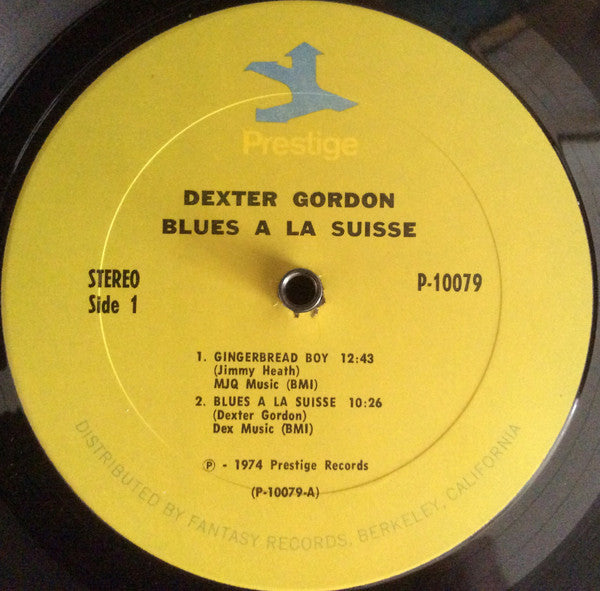 Prestige
DEXTER GORDON
BLUES A LA SUISSE
STEREO
Side 1
P-10079
1. GINGERBREAD BOY 12:43
(Jimmy Heath)
MJQ Music (BMI)
2. BLUES A LA SUISSE 10:26
(Dexter Gordon)
Dex Music (BMI)
℗ - 1974 Prestige Records
(P-10079-A)
DISTRIBUTED BY FANTASY RECORDS, BERKELEY, CALIFORNIA